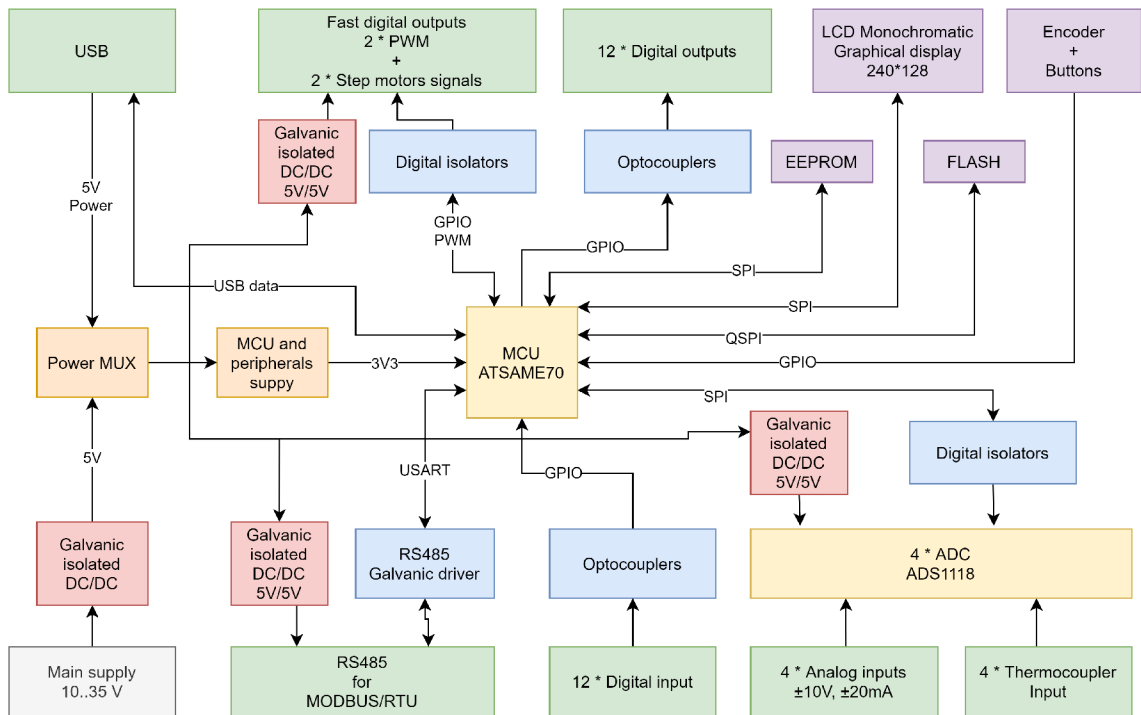 USB
Fast digital outputs
2 * PWM
+
2 * Step motors signals
12 * Digital outputs
LCD Monochromatic
Graphical display
240*128
Encoder
+
Buttons
Galvanic
isolated
DC/DC
5V/5V
Digital isolators
Optocouplers
EEPROM
FLASH
5V
Power
GPIO
PWM
GPIO
SPI
USB data
SPI
QSPI
Power MUX
MCU and
peripherals
suppy
3V3
MCU
ATSAME70
GPIO
SPI
5V
USART
GPIO
Galvanic
isolated
DC/DC
5V/5V
Digital isolators
Galvanic
isolated
DC/DC
Galvanic
isolated
DC/DC
5V/5V
RS485
Galvanic driver
Optocouplers
4 * ADC
ADS1118
Main supply
10..35 V
RS485
for
MODBUS/RTU
12 * Digital input
4 * Analog inputs
±10V, ±20mA
4 * Thermocoupler
Input